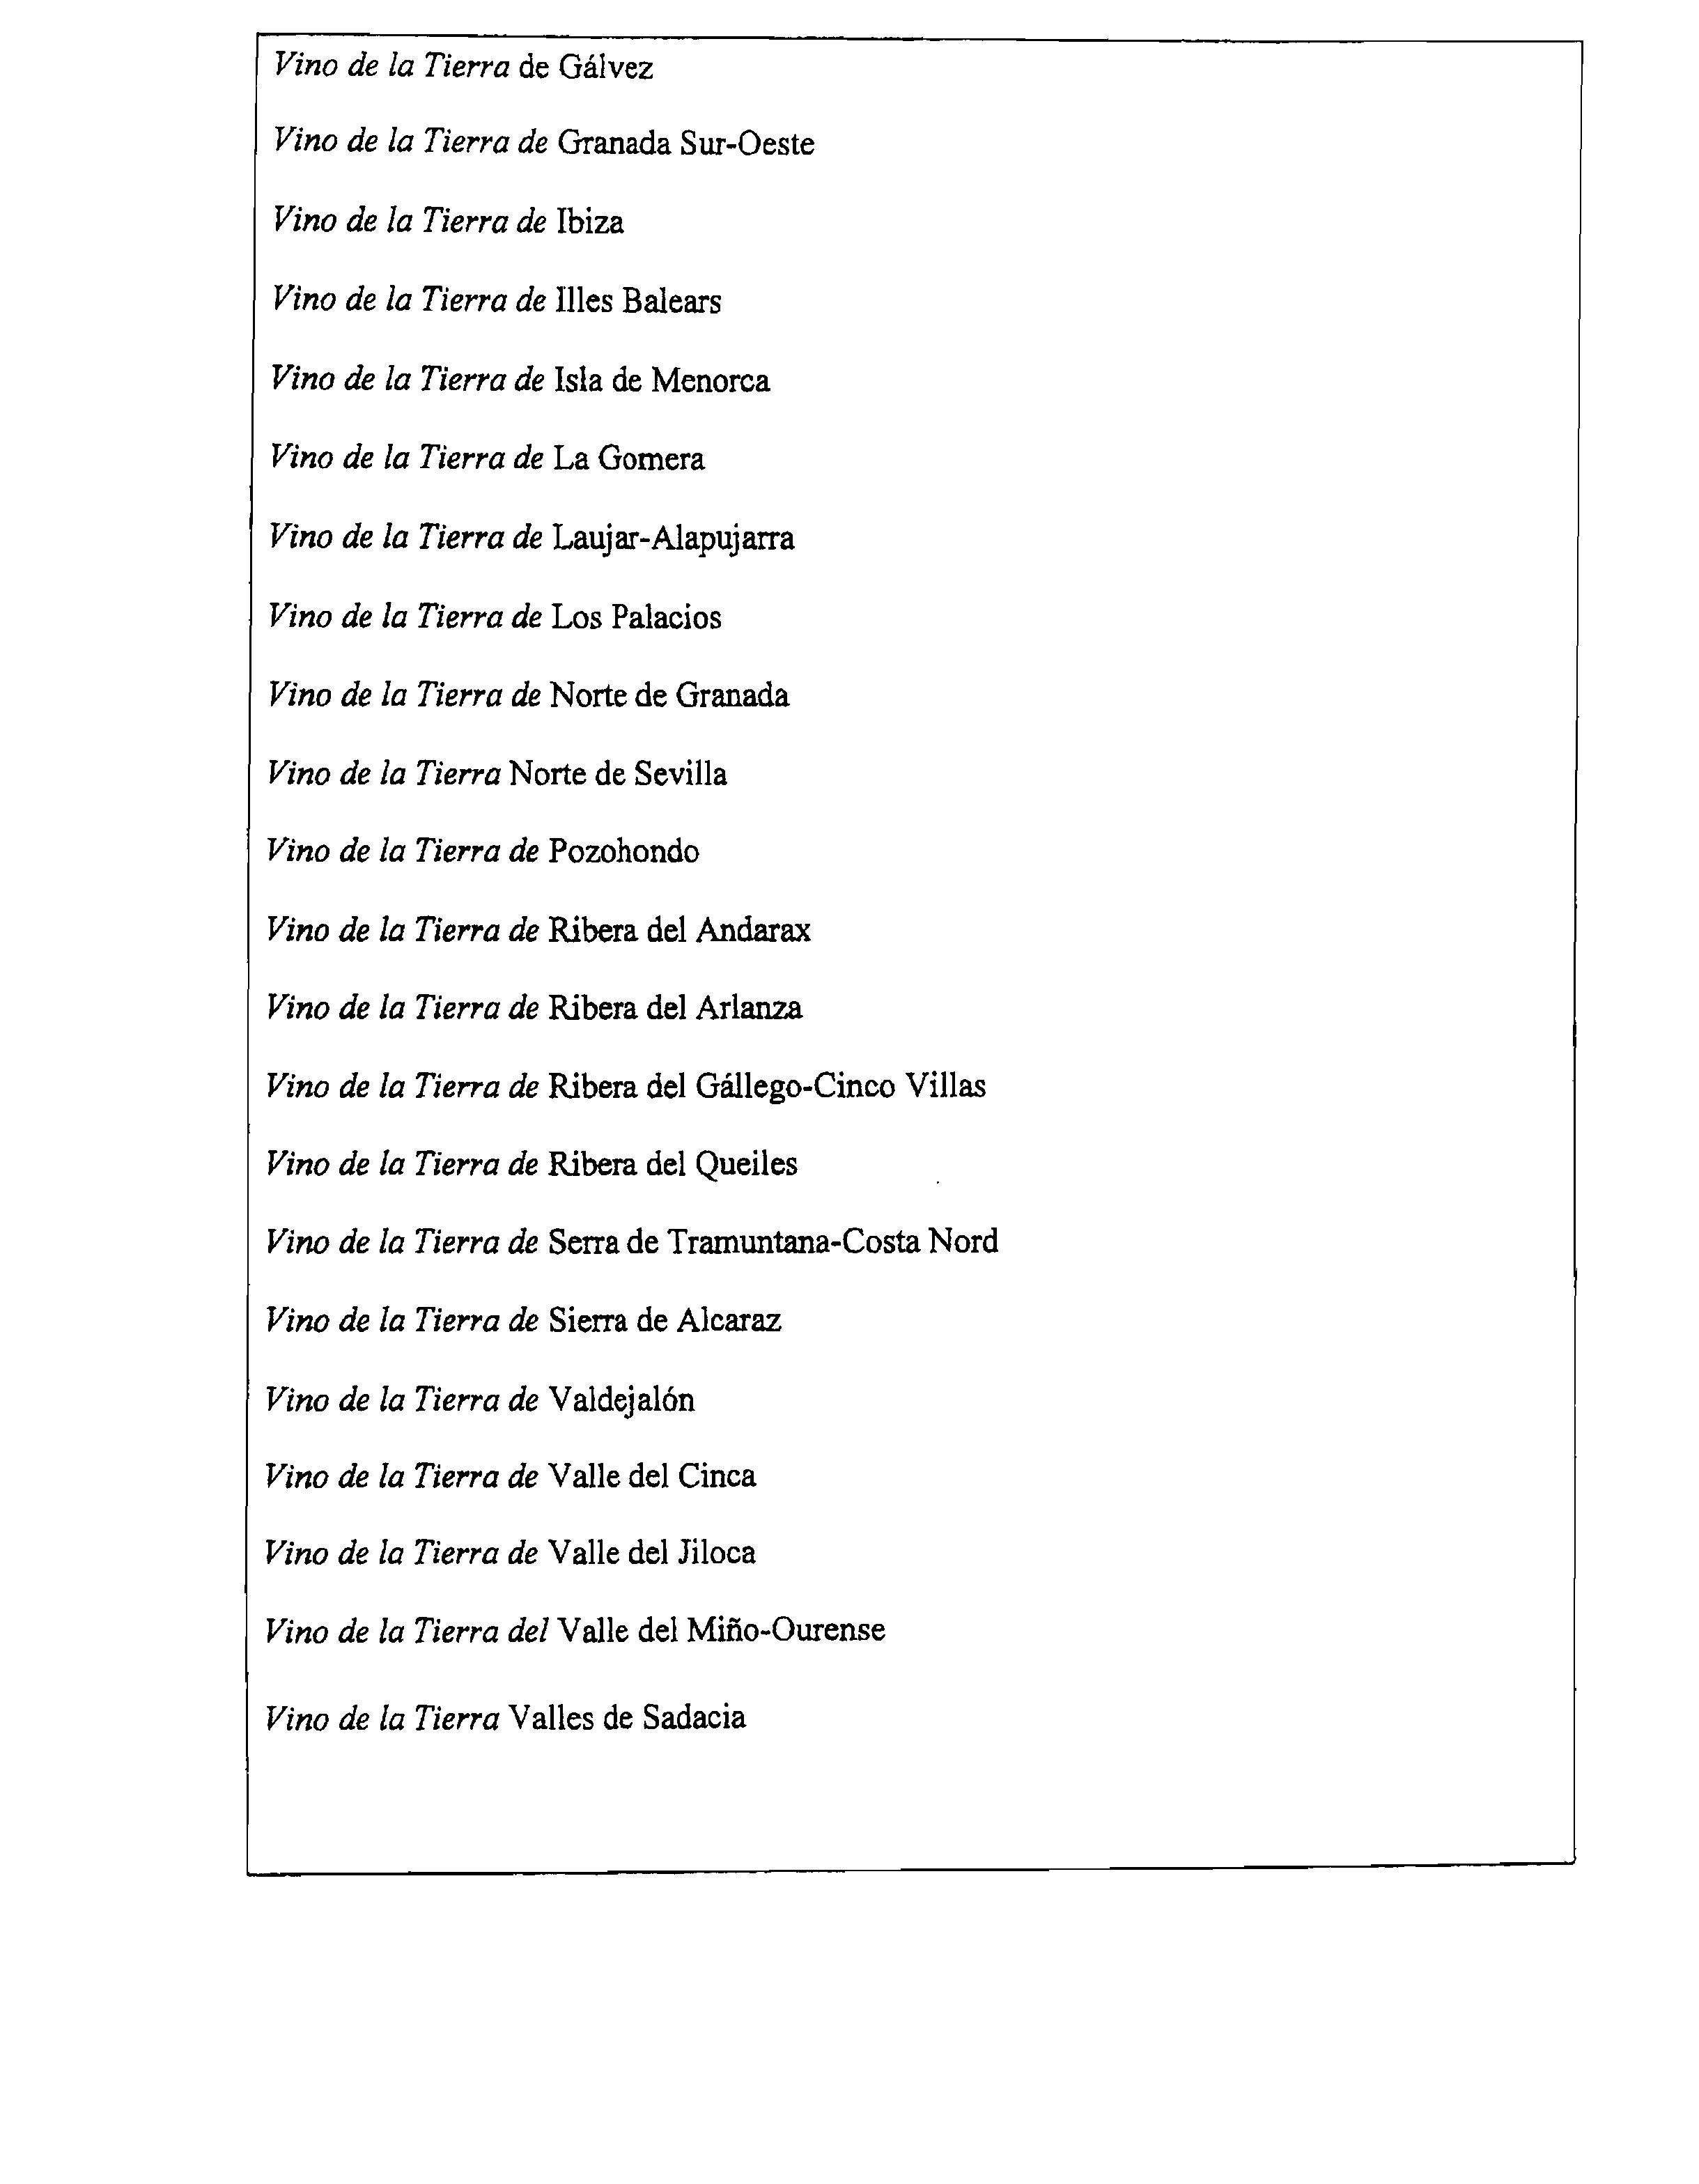 Vino de la Tierra de Gálvez
Vino de la Tierra de Granada Sur-Oeste
Vino de la Tierra de Ibiza
Vino de la Tierra de Illes Balears
Vino de la Tierra de Isla de Menorca
Vino de la Tierra de La Gomera
Vino de la Tierra de Laujar-Alapujarra
Vino de la Tierra de Los Palacios
Vino de la Tierra de Norte de Granada
Vino de la Tierra Norte de Sevilla
Vino de la Tierra de Pozohondo
Vino de la Tierra de Ribera del Andarax
Vino de la Tierra de Ribera del Arlanza
Vino de la Tierra de Ribera del Gállego-Cinco Villas
Vino de la Tierra de Ribera del Queiles
Vino de la Tierra de Serra de Tramuntana-Costa Nord
Vino de la Tierra de Sierra de Alcaraz
Vino de la Tierra de Valdejalón
Vino de la Tierra de Valle del Cinca
Vino de la Tierra de Valle del Jiloca
Vino de la Tierra del Valle del Miño-Ourense
Vino de la Tierra Valles de Sadacia